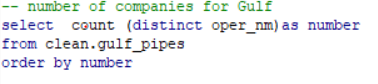 -- number of companies for Gulf
select  count (distinct oper_nm)as number
from clean.gulf_pipes
order by number